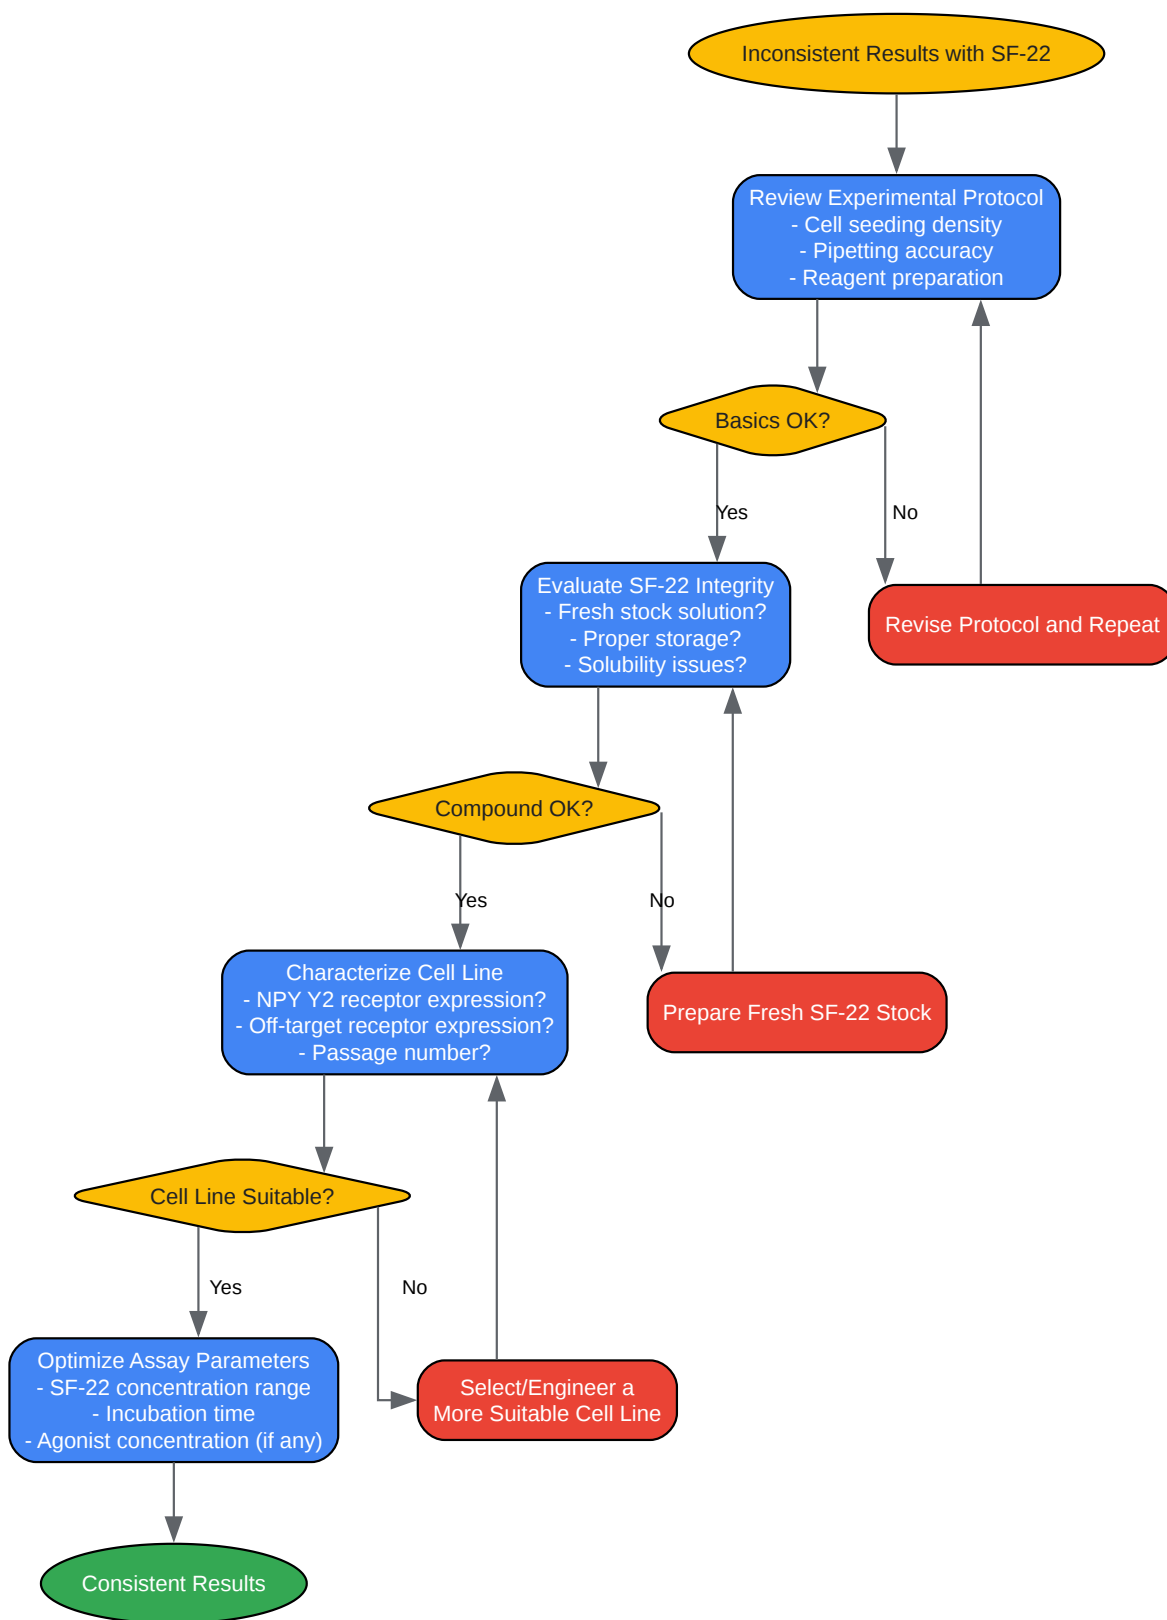 Inconsistent Results with SF-22
Review Experimental Protocol
- Cell seeding density
- Pipetting accuracy
- Reagent preparation
Basics OK?
Yes
No
Evaluate SF-22 Integrity
- Fresh stock solution?
- Proper storage?
- Solubility issues?
Revise Protocol and Repeat
Compound OK?
Yes
No
Characterize Cell Line
- NPY Y2 receptor expression?
- Off-target receptor expression?
- Passage number?
Prepare Fresh SF-22 Stock
Cell Line Suitable?
Yes
No
Optimize Assay Parameters
- SF-22 concentration range
- Incubation time
- Agonist concentration (if any)
Select/Engineer a
More Suitable Cell Line
Consistent Results